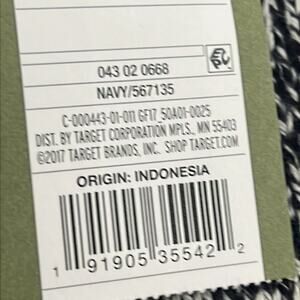 043 02 0668
NAVY/567135
C-000443-01-011 GF17_50A01-0025
DIST. BY TARGET CORPORATION MPLS., MN 55403
©2017 TARGET BRANDS, INC. SHOP TARGET.COM
ORIGIN: INDONESIA
1 91905 35542 2